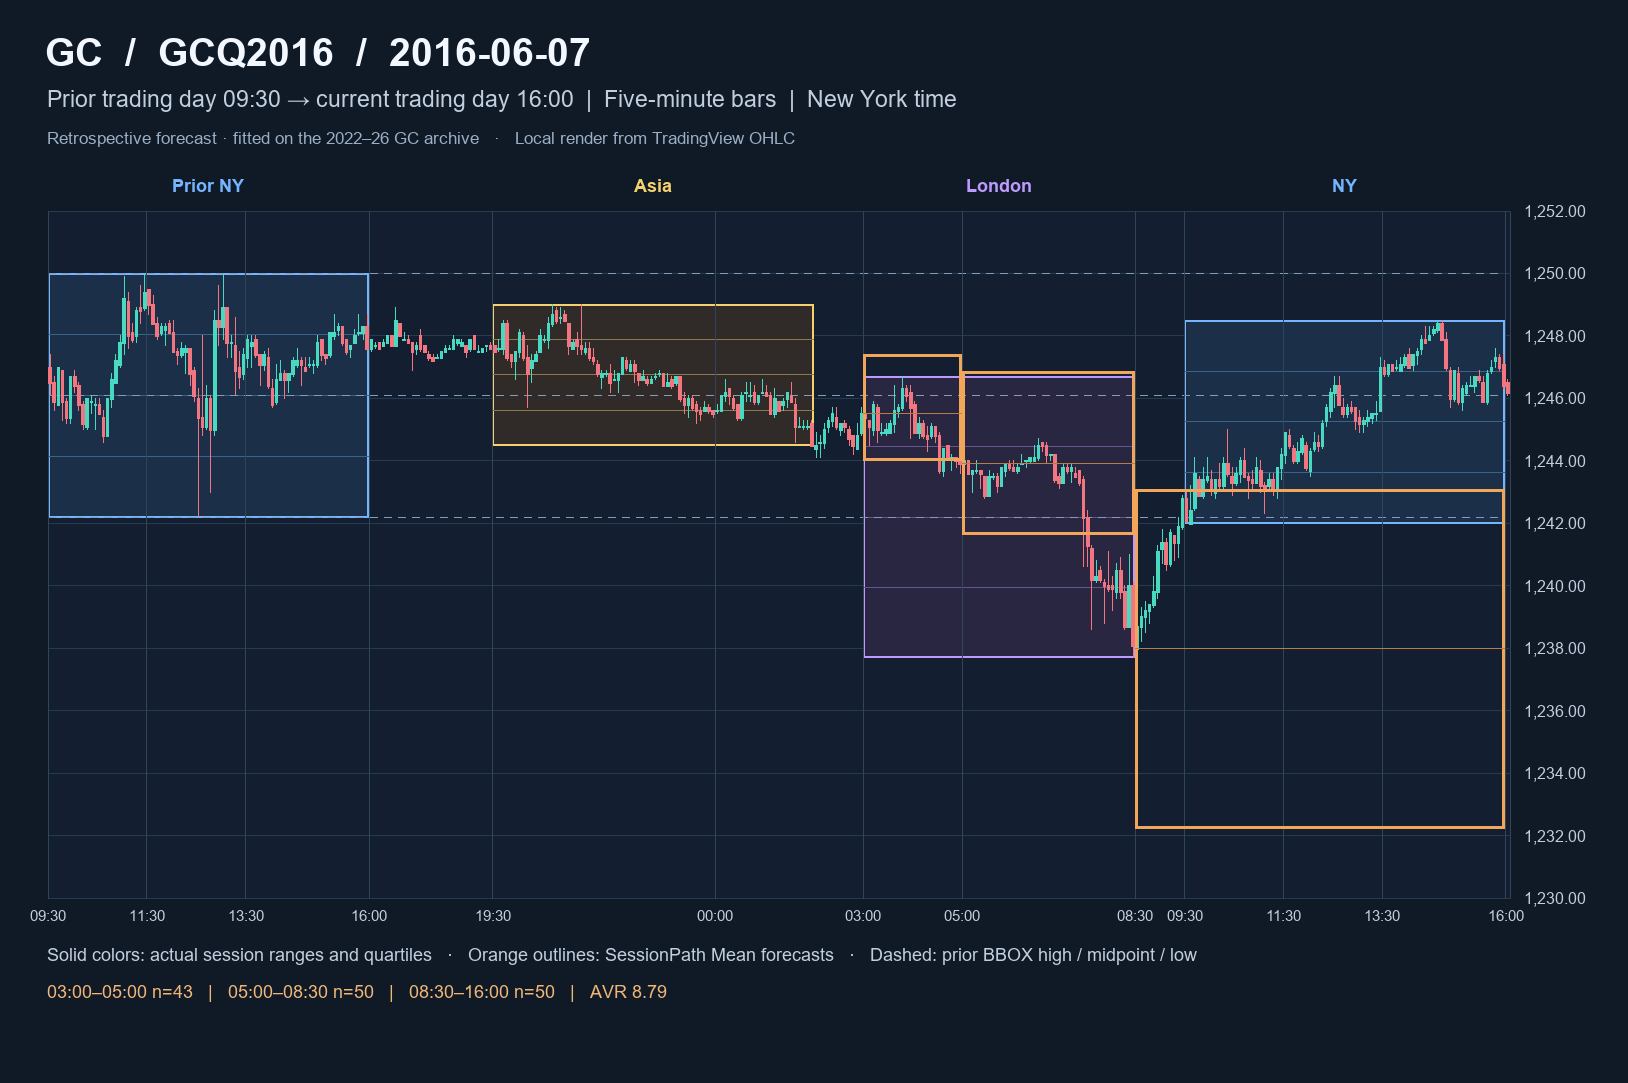 GC / GCQ2016 / 2016-06-07
Prior trading day 09:30 → current trading day 16:00 | Five-minute bars | New York time
Retrospective forecast · fitted on the 2022–26 GC archive · Local render from TradingView OHLC
Prior NY Asia London NY
1,252.00
1,250.00
1,248.00
1,246.00
1,244.00
1,242.00
1,240.00
1,238.00
1,236.00
1,234.00
1,232.00
1,230.00
09:30 11:30 13:30 16:00 19:30 00:00 03:00 05:00 08:30 09:30 11:30 13:30 16:00
Solid colors: actual session ranges and quartiles · Orange outlines: SessionPath Mean forecasts · Dashed: prior BBOX high / midpoint / low
03:00–05:00 n=43 | 05:00–08:30 n=50 | 08:30–16:00 n=50 | AVR 8.79